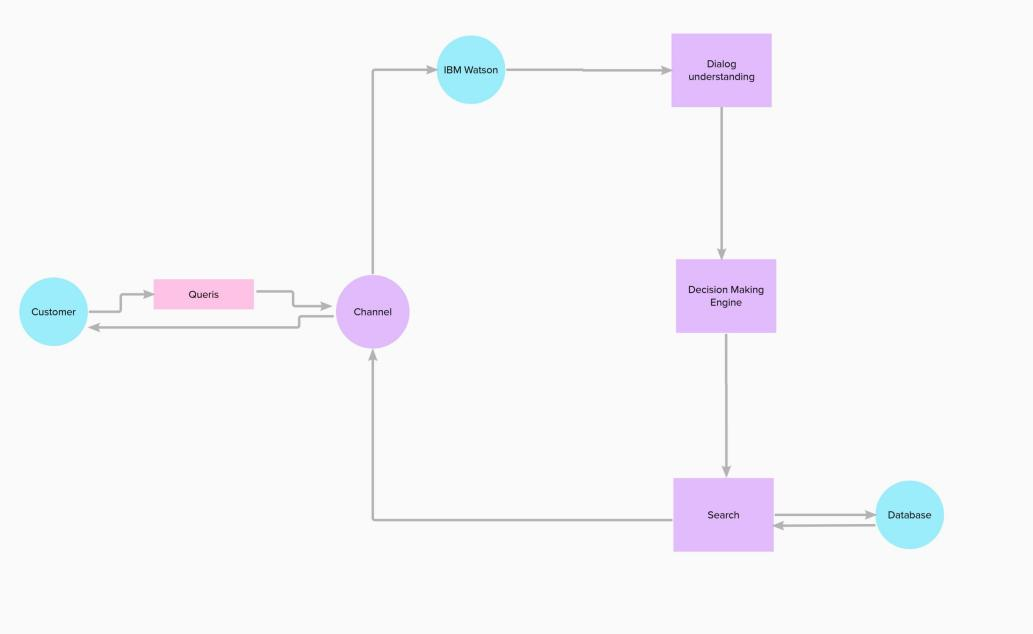 IBM Watson
Dialog
understanding
Customer
Queris
Channel
Decision Making
Engine
Search
Database